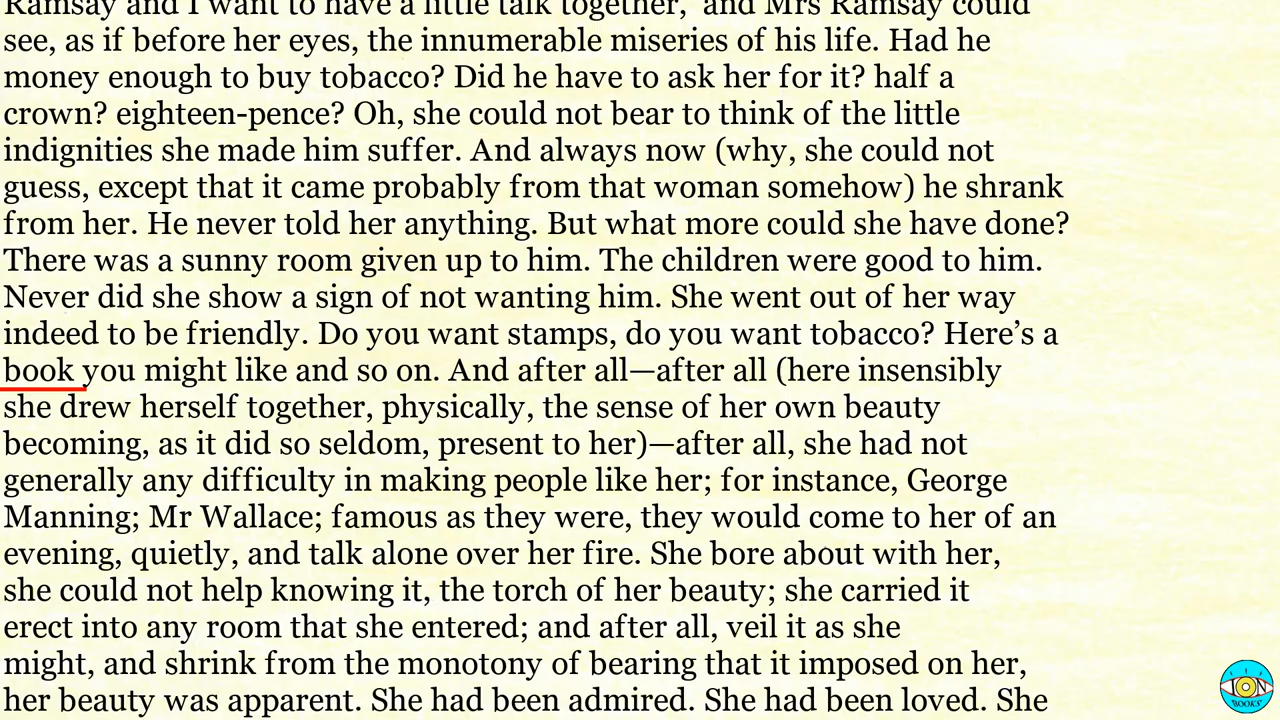 Ramsay and I want to have a little talk together,’ and Mrs Ramsay could
see, as if before her eyes, the innumerable miseries of his life. Had he
money enough to buy tobacco? Did he have to ask her for it? half a
crown? eighteen-pence? Oh, she could not bear to think of the little
indignities she made him suffer. And always now (why, she could not
guess, except that it came probably from that woman somehow) he shrank
from her. He never told her anything. But what more could she have done?
There was a sunny room given up to him. The children were good to him.
Never did she show a sign of not wanting him. She went out of her way
indeed to be friendly. Do you want stamps, do you want tobacco? Here’s a
book you might like and so on. And after all—after all (here insensibly
she drew herself together, physically, the sense of her own beauty
becoming, as it did so seldom, present to her)—after all, she had not
generally any difficulty in making people like her; for instance, George
Manning; Mr Wallace; famous as they were, they would come to her of an
evening, quietly, and talk alone over her fire. She bore about with her,
she could not help knowing it, the torch of her beauty; she carried it
erect into any room that she entered; and after all, veil it as she
might, and shrink from the monotony of bearing that it imposed on her,
her beauty was apparent. She had been admired. She had been loved. She
ION
BOOKS